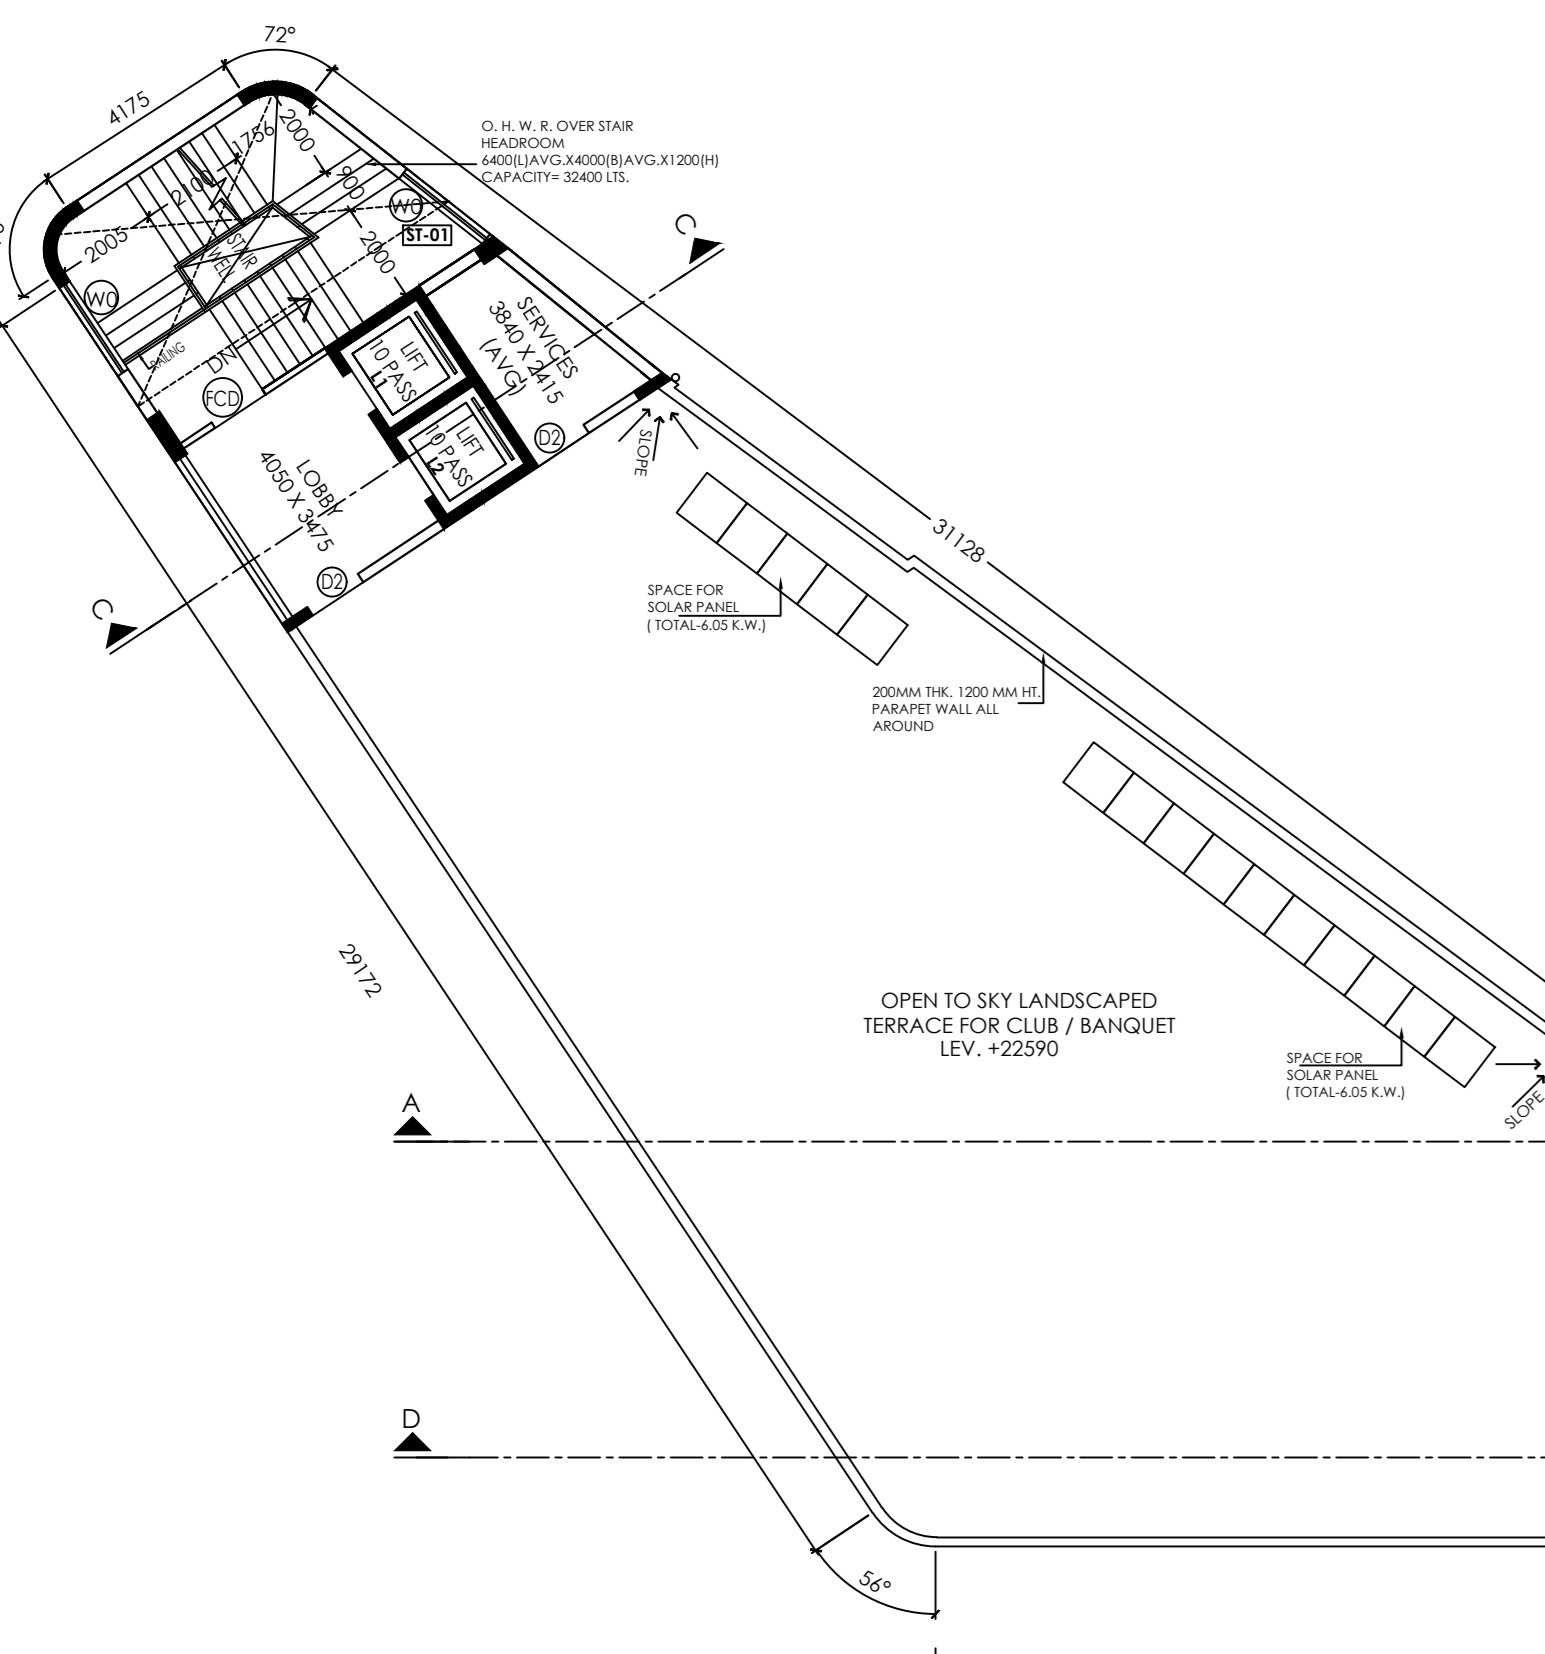 72°
4175
O. H. W. R. OVER STAIR
HEADROOM
6400(L)AVG.X4000(B)AVG.X1200(H)
CAPACITY= 32400 LTS.
2000
1756
900
2100
2005
2000
W0
ST-01
W0
STAIR
WELL
RAILING
DN
FCD
C
SERVICES
3840 X 2415
(AVG)
LIFT
10 PASS
L1
LIFT
10 PASS
L2
D2
SLOPE
LOBBY
4050 X 3475
D2
C
31128
SPACE FOR
SOLAR PANEL
( TOTAL-6.05 K.W.)
200MM THK. 1200 MM HT.
PARAPET WALL ALL
AROUND
29172
OPEN TO SKY LANDSCAPED
TERRACE FOR CLUB / BANQUET
LEV. +22590
SPACE FOR
SOLAR PANEL
( TOTAL-6.05 K.W.)
SLOPE
A
D
56°